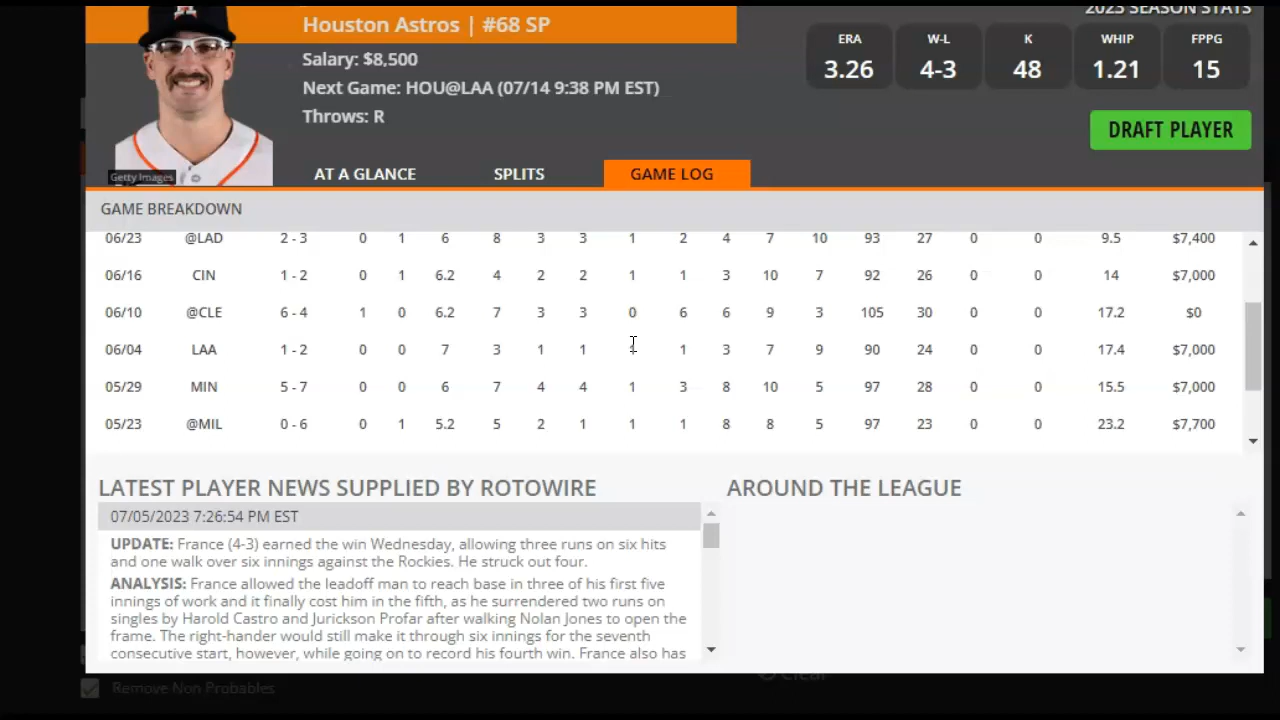 2023 SEASON STATS
Houston Astros | #68 SP
Salary: $8,500
Next Game: HOU@LAA (07/14 9:38 PM EST)
Throws: R
ERA W-L K WHIP FPPG
3.26 4-3 48 1.21 15
DRAFT PLAYER
Getty Images
AT A GLANCE SPLITS GAME LOG
GAME BREAKDOWN
06/23 @LAD 2 - 3 0 1 6 8 3 3 1 2 4 7 10 93 27 0 0 9.5 $7,400
06/16 CIN 1 - 2 0 1 6.2 4 2 2 1 1 3 10 7 92 26 0 0 14 $7,000
06/10 @CLE 6 - 4 1 0 6.2 7 3 3 0 6 6 9 3 105 30 0 0 17.2 $0
06/04 LAA 1 - 2 0 0 7 3 1 1 1 3 7 9 90 24 0 0 17.4 $7,000
05/29 MIN 5 - 7 0 0 6 7 4 4 1 3 8 10 5 97 28 0 0 15.5 $7,000
05/23 @MIL 0 - 6 0 1 5.2 5 2 1 1 1 8 8 5 97 23 0 0 23.2 $7,700
LATEST PLAYER NEWS SUPPLIED BY ROTOWIRE
07/05/2023 7:26:54 PM EST
UPDATE: France (4-3) earned the win Wednesday, allowing three runs on six hits
and one walk over six innings against the Rockies. He struck out four.
ANALYSIS: France allowed the leadoff man to reach base in three of his first five
innings of work and it finally cost him in the fifth, as he surrendered two runs on
singles by Harold Castro and Jurickson Profar after walking Nolan Jones to open the
frame. The right-hander would still make it through six innings for the seventh
consecutive start, however, while going on to record his fourth win. France also has
AROUND THE LEAGUE
Remove Non Probables
Clear